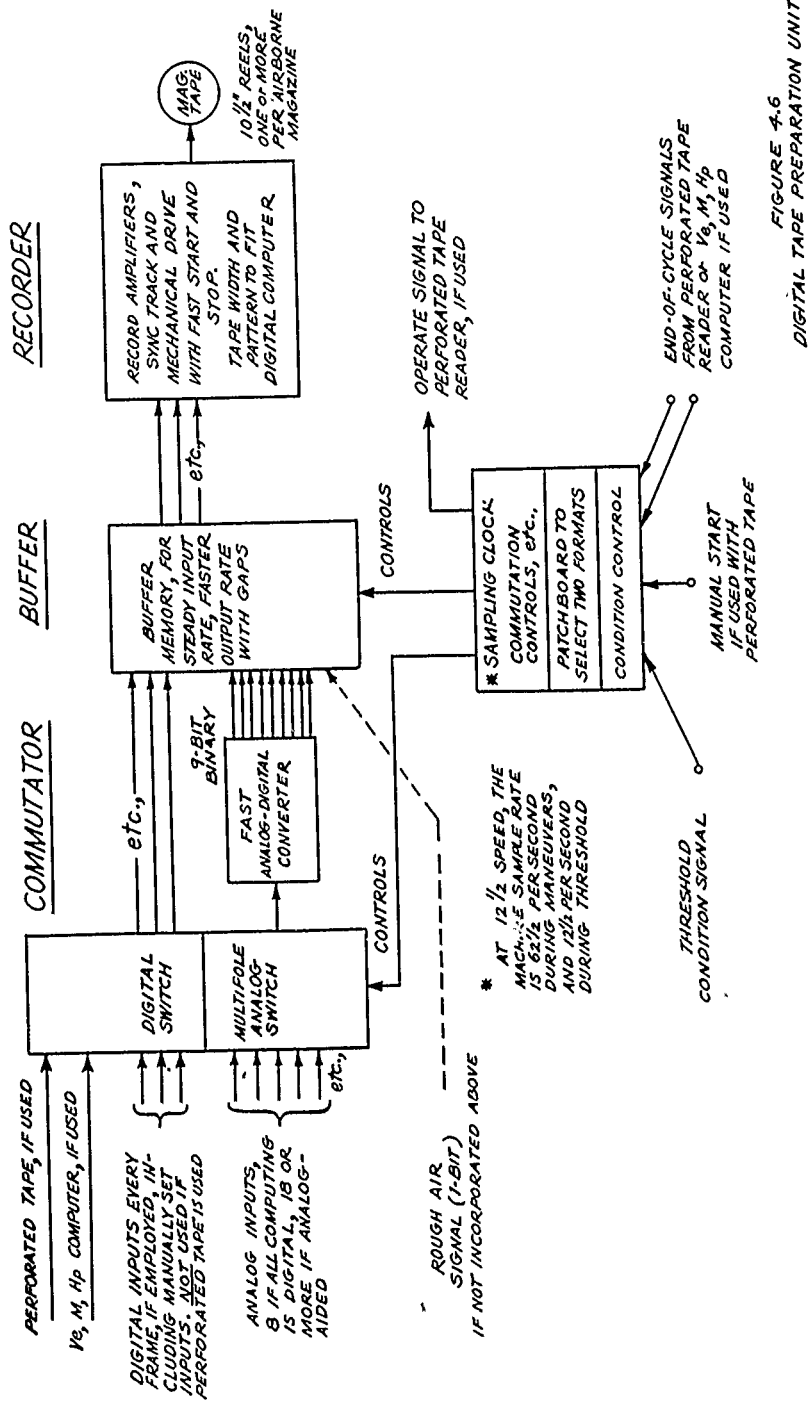 RECORDER
BUFFER
COMMUTATOR
PERFORATED TAPE, IF USED
Ve, M, Hp COMPUTER, IF USED
DIGITAL INPUTS EVERY
FRAME, IF EMPLOYED, IN-
CLUDING MANUALLY SET
INPUTS. NOT USED IF
PERFORATED TAPE IS USED
ANALOG INPUTS,
8 IF ALL COMPUTING
IS DIGITAL, 18 OR
MORE IF ANALOG-
AIDED
etc.,
DIGITAL
SWITCH
MULTIPOLE
ANALOG
SWITCH
etc.,
FAST
ANALOG-DIGITAL
CONVERTER
9-BIT
BINARY
BUFFER
MEMORY, FOR
STEADY INPUT
RATE, FASTER
OUTPUT RATE
WITH GAPS
etc.,
RECORD AMPLIFIERS,
SYNC TRACK AND
MECHANICAL DRIVE
WITH FAST START AND
STOP.
TAPE WIDTH AND
PATTERN TO FIT
DIGITAL COMPUTER
MAG.
TAPE
10 1/2" REELS,
ONE OR MORE
PER AIRBORNE
MAGAZINE
CONTROLS
CONTROLS
ROUGH AIR
SIGNAL (1-BIT)
IF NOT INCORPORATED ABOVE
* AT 12 1/2 SPEED, THE
MACHINE SAMPLE RATE
IS 62 1/2 PER SECOND
DURING MANEUVERS,
AND 12 1/2 PER SECOND
DURING THRESHOLD
* SAMPLING CLOCK
COMMUTATION
CONTROLS, etc.,
PATCHBOARD TO
SELECT TWO FORMATS
CONDITION CONTROL
OPERATE SIGNAL TO
PERFORATED TAPE
READER, IF USED
THRESHOLD
CONDITION SIGNAL
MANUAL START
IF USED WITH
PERFORATED TAPE
END-OF-CYCLE SIGNALS
FROM PERFORATED TAPE
READER OR Ve, M, Hp
COMPUTER IF USED
FIGURE 4.6
DIGITAL TAPE PREPARATION UNIT